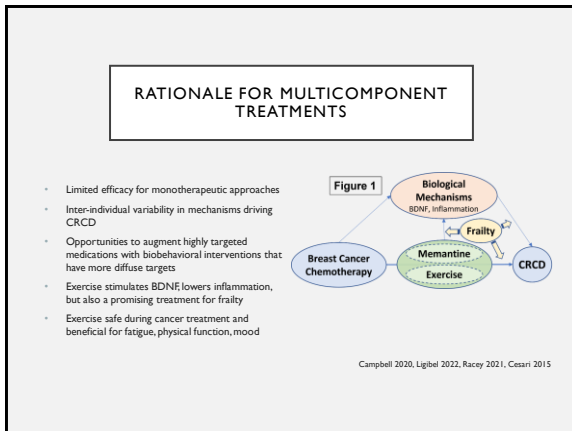 RATIONALE FOR MULTICOMPONENT
TREATMENTS
• Limited efficacy for monotherapeutic approaches
• Inter-individual variability in mechanisms driving
CRCD
• Opportunities to augment highly targeted
medications with biobehavioral interventions that
have more diffuse targets
• Exercise stimulates BDNF, lowers inflammation,
but also a promising treatment for frailty
• Exercise safe during cancer treatment and
beneficial for fatigue, physical function, mood
Figure 1
Biological
Mechanisms
BDNF, Inflammation
Frailty
Breast Cancer
Chemotherapy
Memantine
Exercise
CRCD
Campbell 2020, Ligibel 2022, Racey 2021, Cesari 2015